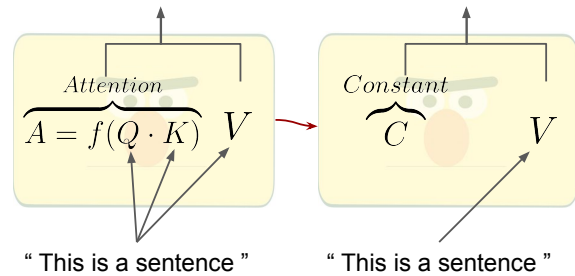 Attention
A = f(Q · K) V
“ This is a sentence ”
Constant
C V
“ This is a sentence ”